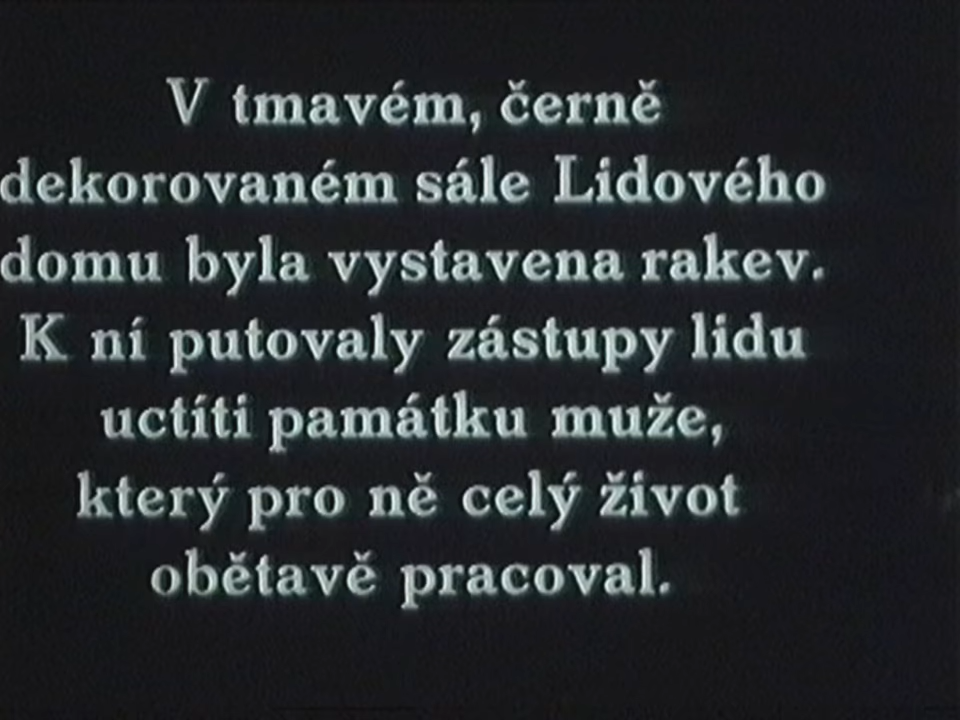 V tmavém, černě
dekorovaném sále Lidového
domu byla vystavena rakev.
K ní putovaly zástupy lidu
uctíti památku muže,
který pro ně celý život
obětavě pracoval.